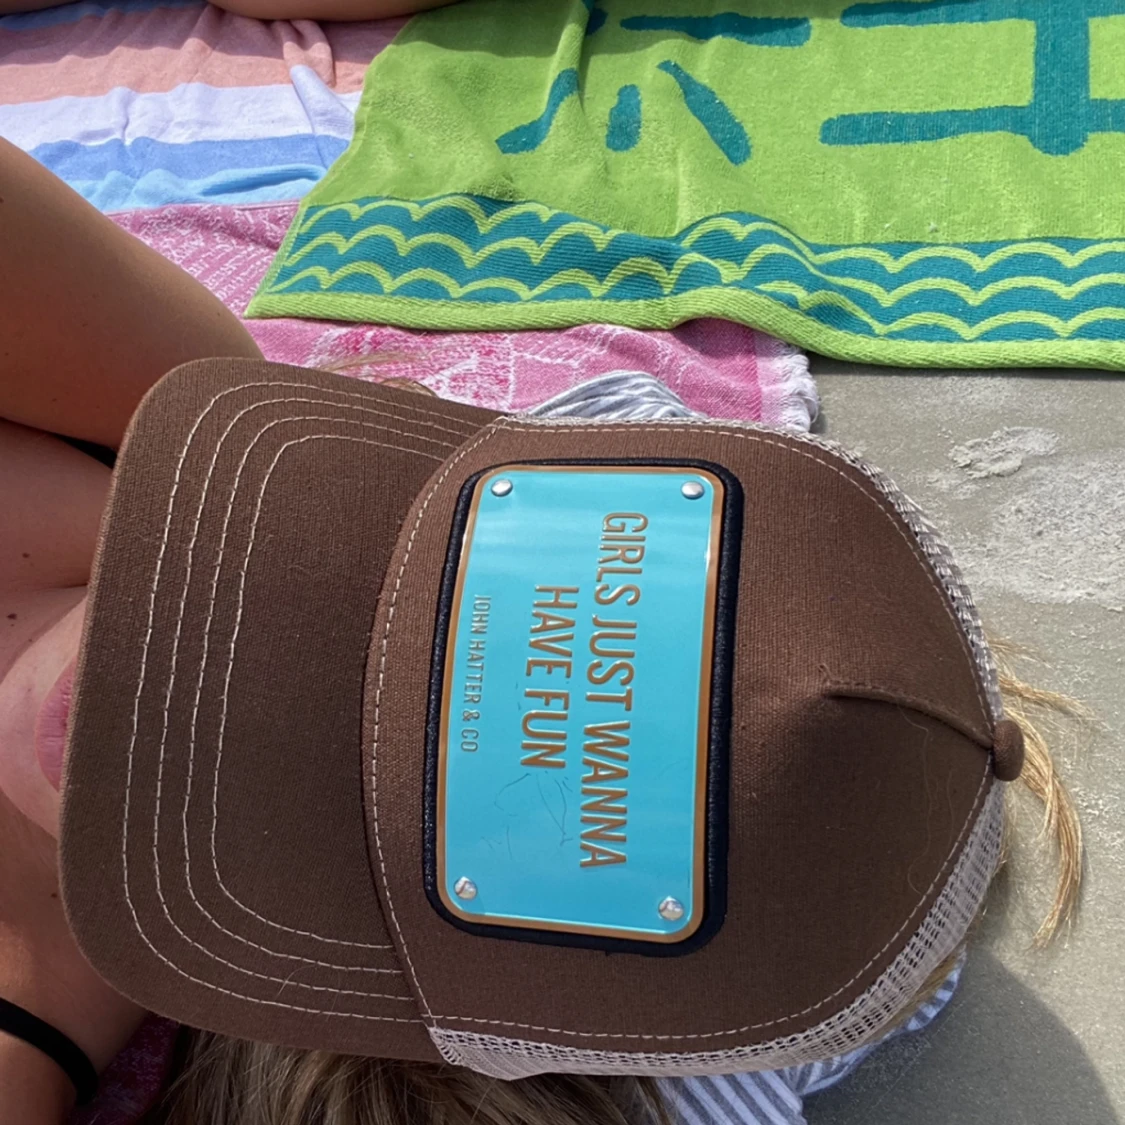 GIRLS JUST WANNA
HAVE FUN
JOHN HATTER & CO